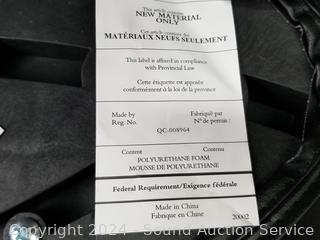 This article contains
NEW MATERIAL
ONLY
Cet article contient des
MATÉRIAUX NEUFS SEULEMENT
This label is affixed in compliance
with Provincial Law
Cette étiquette est apposée
conformément à la loi de la province
Made by Fabriqué par
Reg. No. N° de permis :
QC-008964
Content Contenu
POLYURETHANE FOAM
MOUSSE DE POLYURETHANE
Federal Requirement/Exigence fédérale
Made in China
Fabriqué en Chine 20002
Copyright 2024 - Sound Auction Service